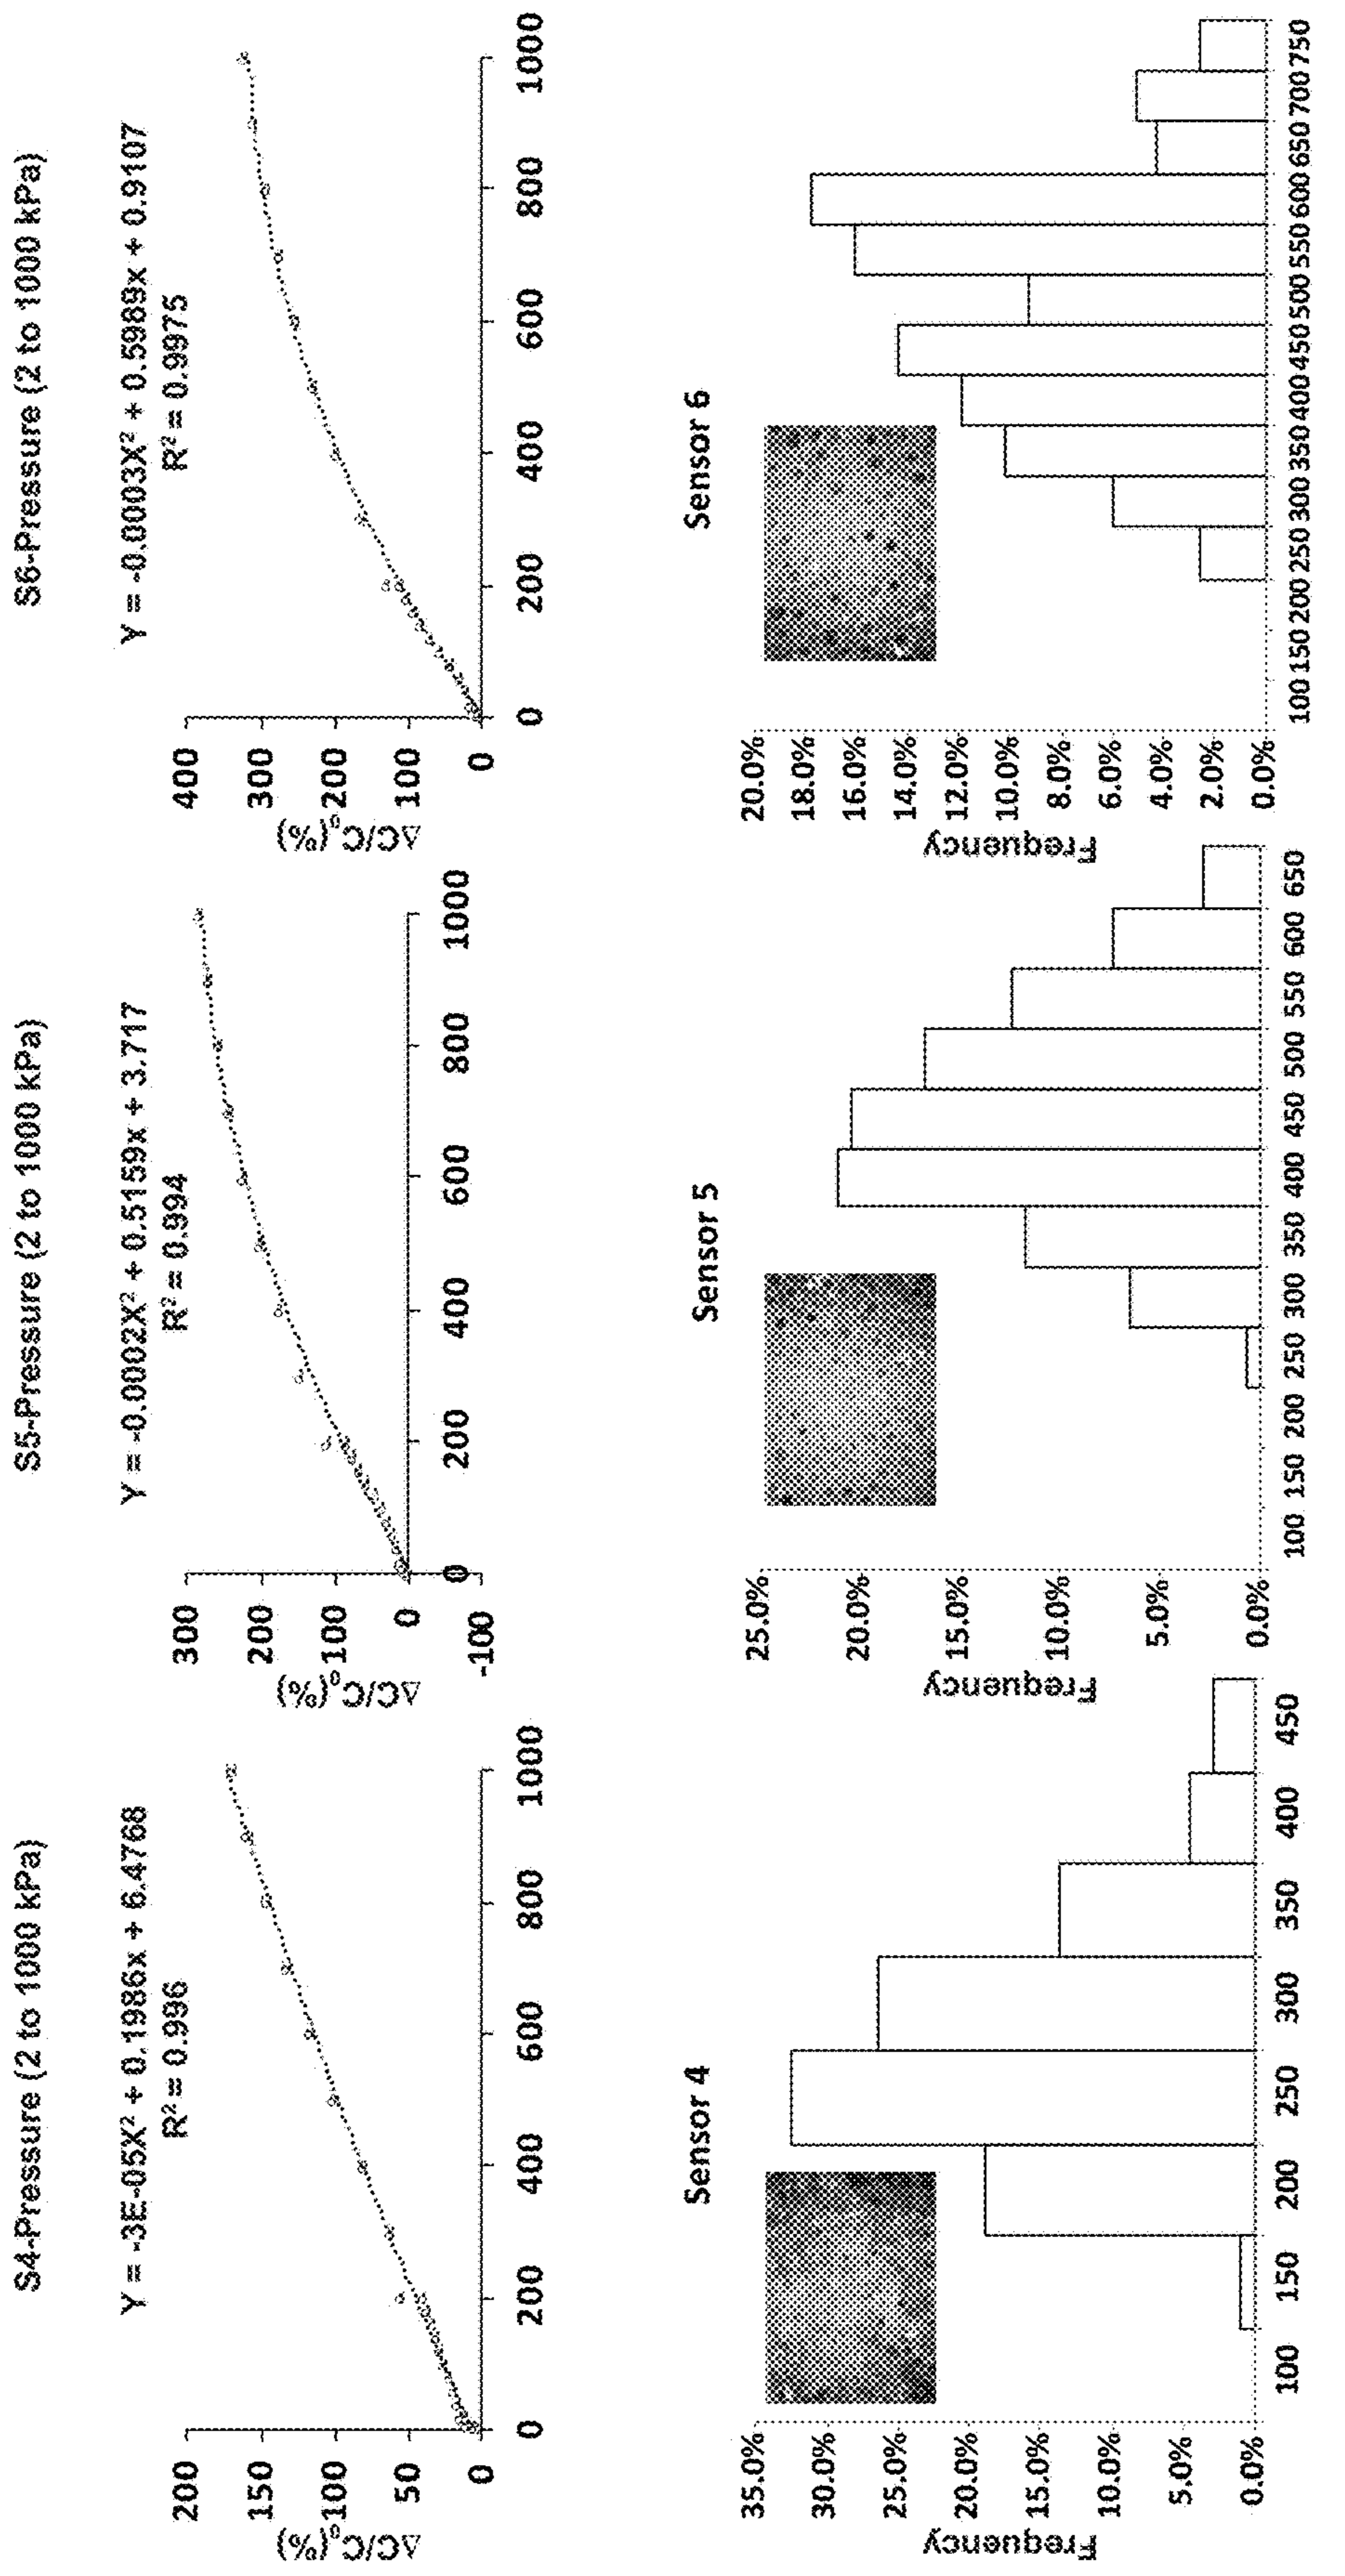 S4-Pressure (2 to 1000 kPa)
Y = -3E-05X² + 0.1986x + 6.4768
R² = 0.996
ΔC/C₀(%)
200
150
100
50
0
0 200 400 600 800 1000
S5-Pressure (2 to 1000 kPa)
Y = -0.0002X² + 0.5159x + 3.717
R² = 0.994
ΔC/C₀(%)
300
200
100
0
-100
0 200 400 600 800 1000
S6-Pressure (2 to 1000 kPa)
Y = -0.0003X² + 0.5989x + 0.9107
R² = 0.9975
ΔC/C₀(%)
400
300
200
100
0
0 200 400 600 800 1000
Sensor 4
Frequency
35.0%
30.0%
25.0%
20.0%
15.0%
10.0%
5.0%
0.0%
100 150 200 250 300 350 400 450
Sensor 5
Frequency
25.0%
20.0%
15.0%
10.0%
5.0%
0.0%
100 150 200 250 300 350 400 450 500 550 600 650
Sensor 6
Frequency
20.0%
18.0%
16.0%
14.0%
12.0%
10.0%
8.0%
6.0%
4.0%
2.0%
0.0%
100 150 200 250 300 350 400 450 500 550 600 650 700 750